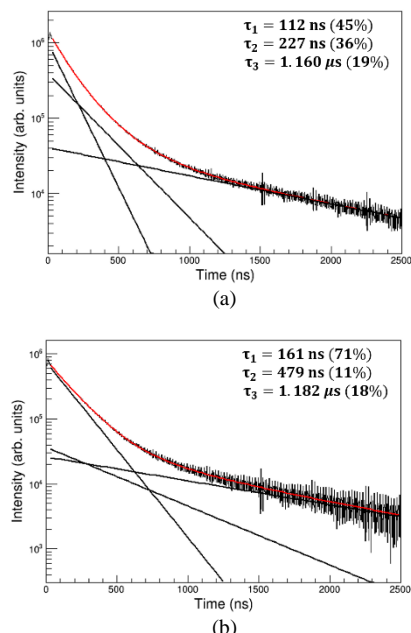 τ₁ = 112 ns (45%)
τ₂ = 227 ns (36%)
τ₃ = 1.160 μs (19%)
Intensity (arb. units)
10⁶
10⁵
10⁴
0 500 1000 1500 2000 2500
Time (ns)
(a)
τ₁ = 161 ns (71%)
τ₂ = 479 ns (11%)
τ₃ = 1.182 μs (18%)
Intensity (arb. units)
10⁶
10⁵
10⁴
10³
0 500 1000 1500 2000 2500
Time (ns)
(b)